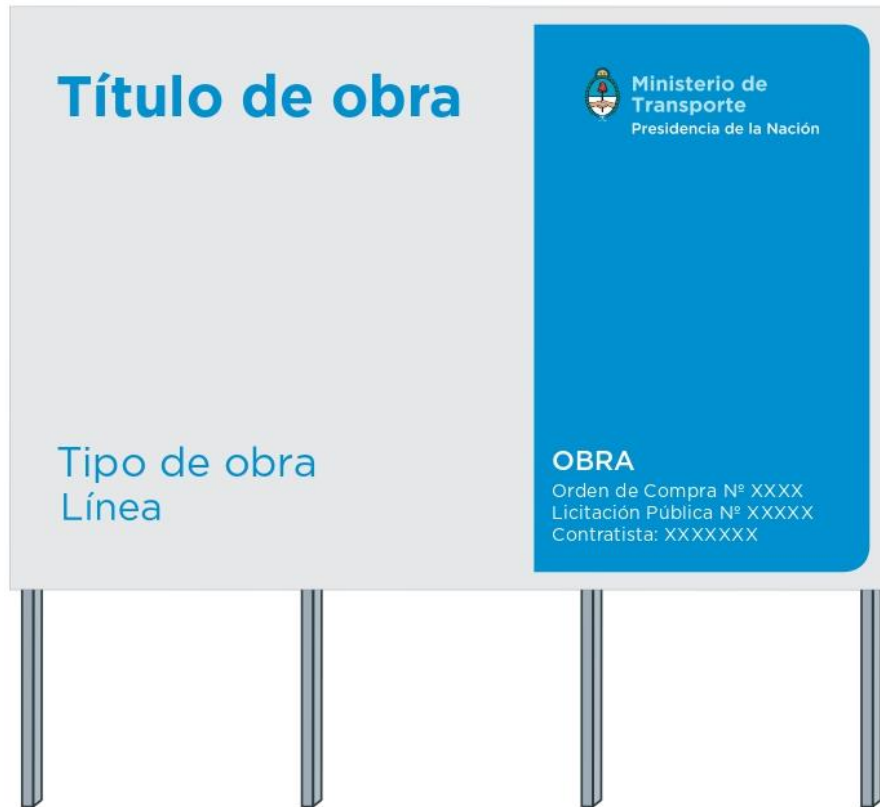 Título de obra
Ministerio de
Transporte
Presidencia de la Nación
Tipo de obra
Línea
OBRA
Orden de Compra Nº XXXX
Licitación Pública Nº XXXXX
Contratista: XXXXXXX